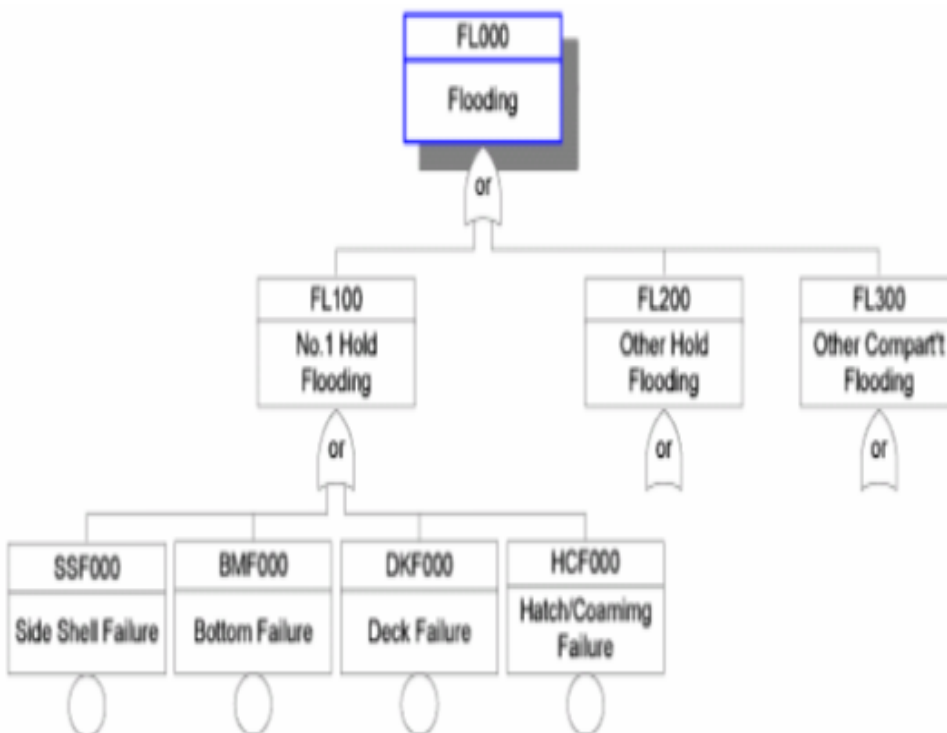 FL000
Flooding
or
FL100
No.1 Hold
Flooding
FL200
Other Hold
Flooding
FL300
Other Compart't
Flooding
or
or
or
SSF000
Side Shell Failure
BMF000
Bottom Failure
DKF000
Deck Failure
HCF000
Hatch/Coaming
Failure